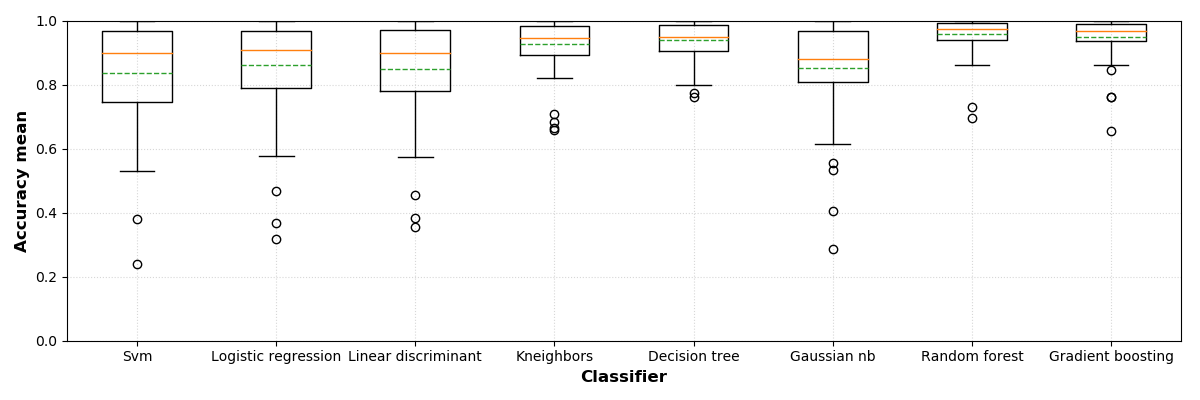 Accuracy mean
1.0
0.8
0.6
0.4
0.2
0.0
Svm Logistic regression Linear discriminant Kneighbors Decision tree Gaussian nb Random forest Gradient boosting
Classifier